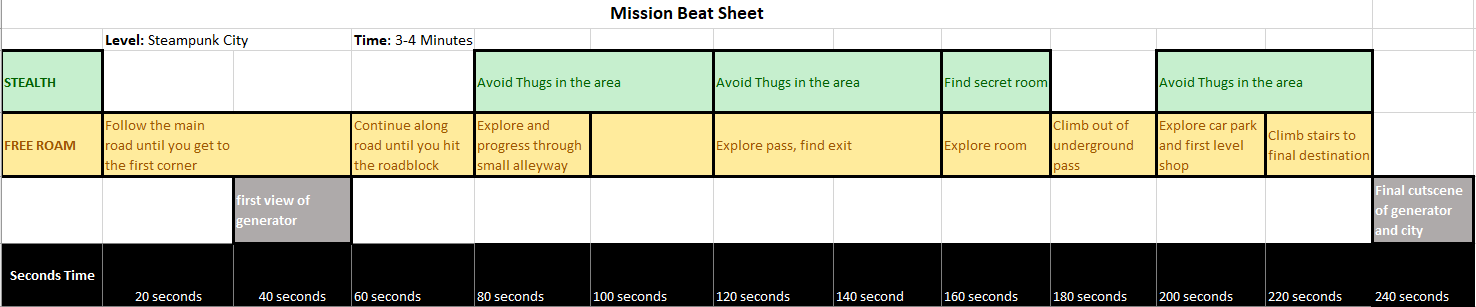 Mission Beat Sheet
Level: Steampunk City
Time: 3-4 Minutes
STEALTH
Avoid Thugs in the area
Avoid Thugs in the area
Find secret room
Avoid Thugs in the area
FREE ROAM
Follow the main
road until you get to
the first corner
Continue along
road until you hit
the roadblock
Explore and
progress through
small alleyway
Explore pass, find exit
Explore room
Climb out of
underground
pass
Explore car park
and first level
shop
Climb stairs to
final destination
first view of
generator
Final cutscene
of generator
and city
Seconds Time
20 seconds
40 seconds
60 seconds
80 seconds
100 seconds
120 seconds
140 second
160 seconds
180 seconds
200 seconds
220 seconds
240 seconds